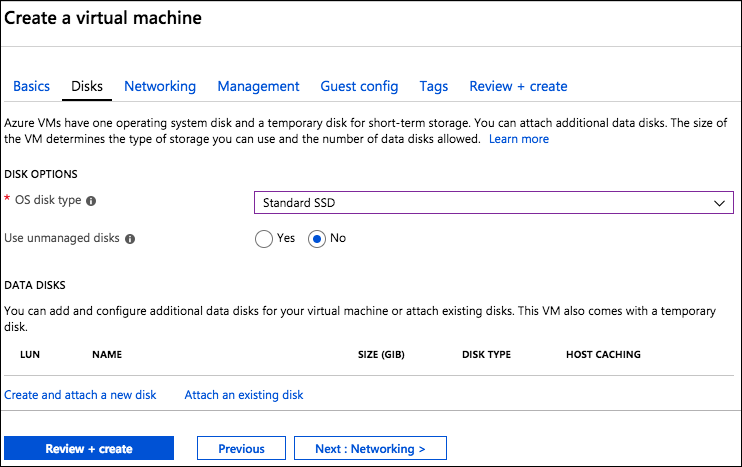 Create a virtual machine
Basics Disks Networking Management Guest config Tags Review + create
Azure VMs have one operating system disk and a temporary disk for short-term storage. You can attach additional data disks. The size of
the VM determines the type of storage you can use and the number of data disks allowed. Learn more
DISK OPTIONS
* OS disk type Standard SSD
Use unmanaged disks Yes No
DATA DISKS
You can add and configure additional data disks for your virtual machine or attach existing disks. This VM also comes with a temporary
disk.
LUN NAME SIZE (GIB) DISK TYPE HOST CACHING
Create and attach a new disk Attach an existing disk
Review + create Previous Next : Networking >